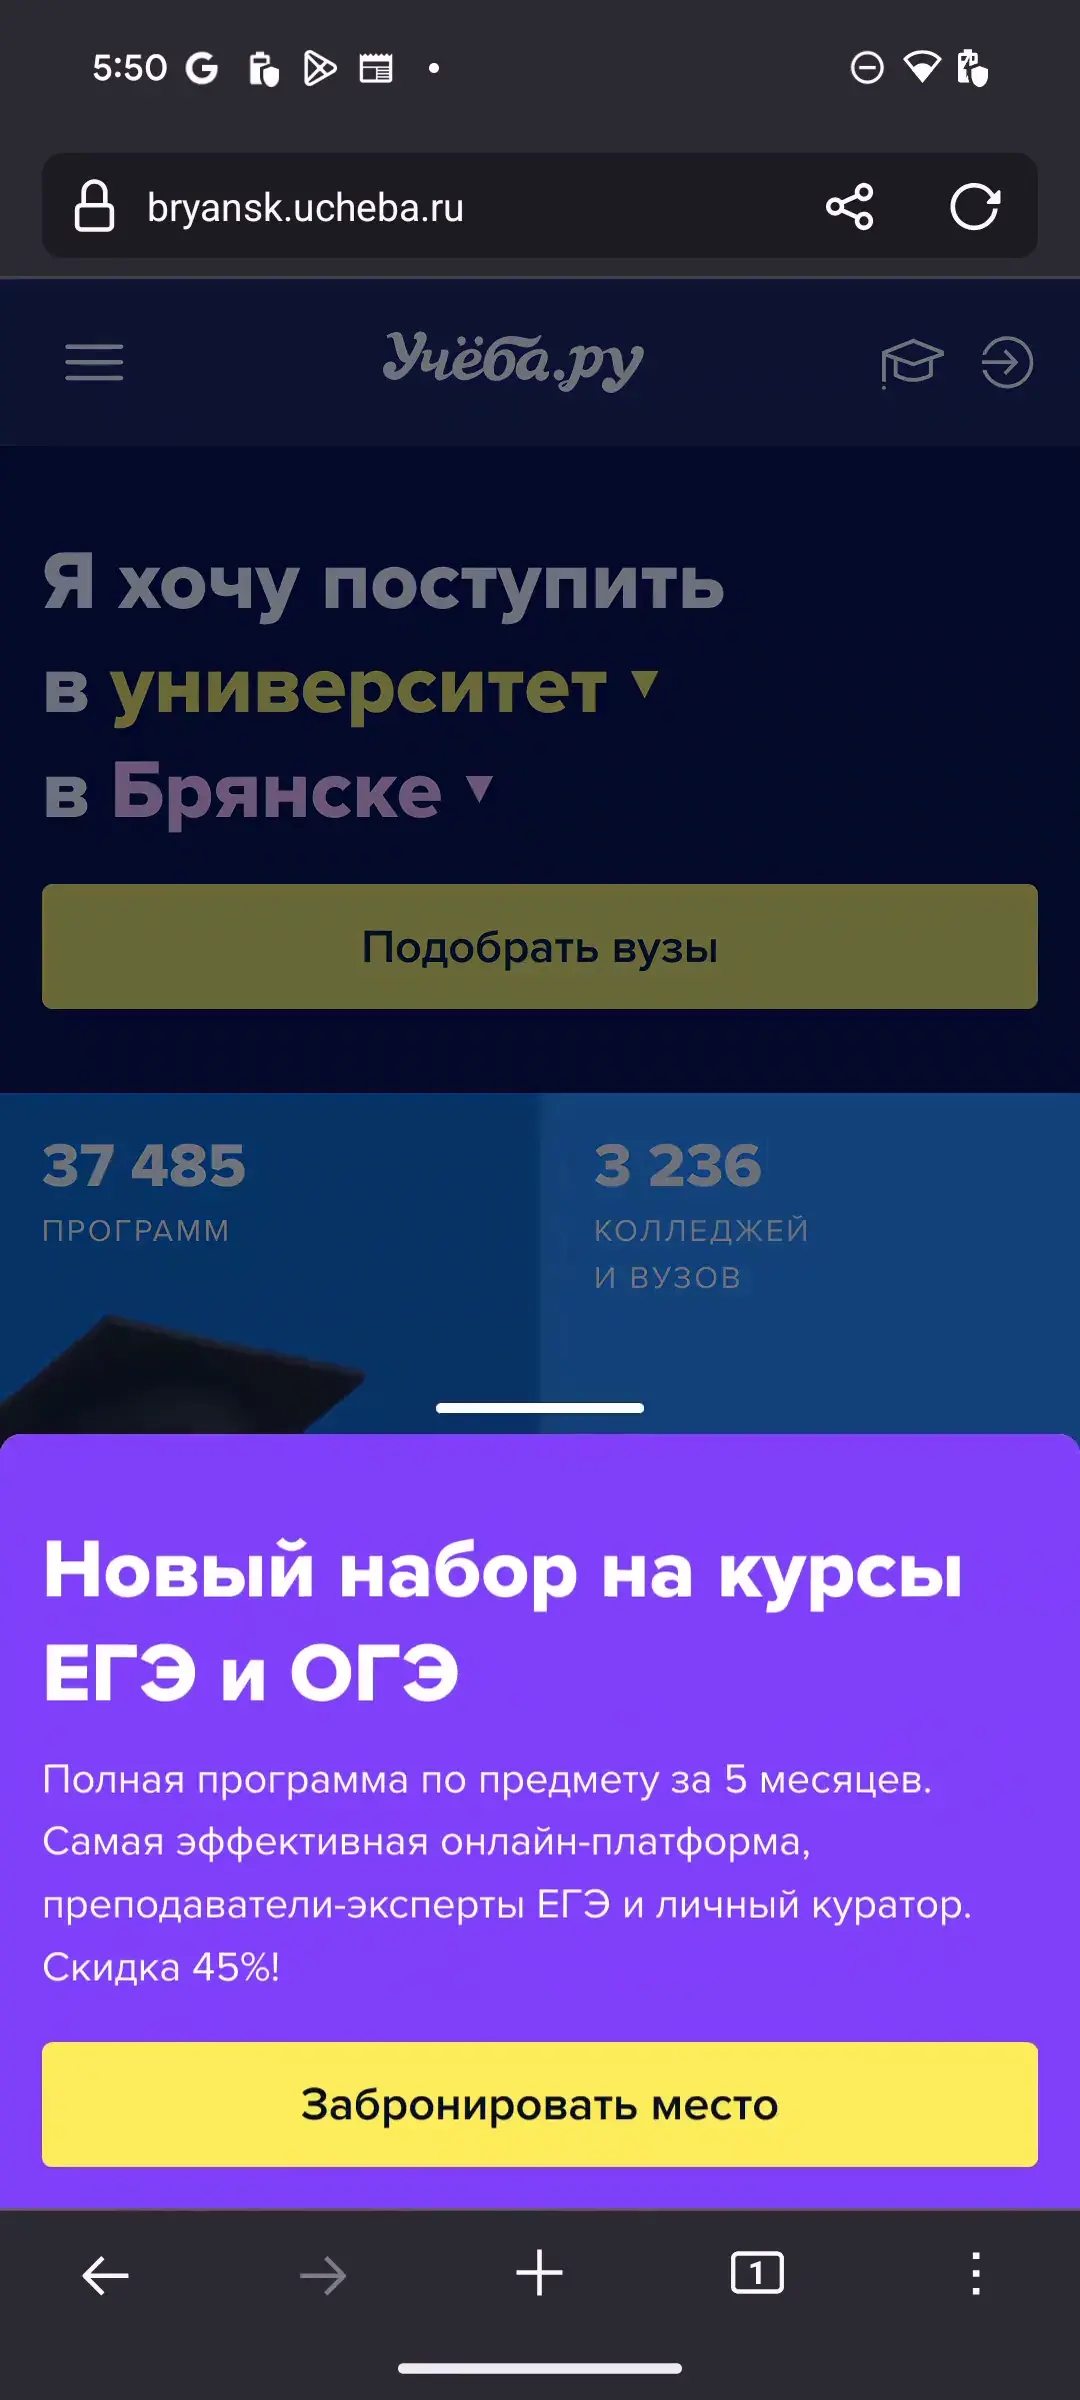 5:50
bryansk.ucheba.ru
Учёба.ру
Я хочу поступить
в университет ▼
в Брянске ▼
Подобрать вузы
37 485
ПРОГРАММ
3 236
КОЛЛЕДЖЕЙ
И ВУЗОВ
Новый набор на курсы
ЕГЭ и ОГЭ
Полная программа по предмету за 5 месяцев.
Самая эффективная онлайн-платформа,
преподаватели-эксперты ЕГЭ и личный куратор.
Скидка 45%!
Забронировать место
1